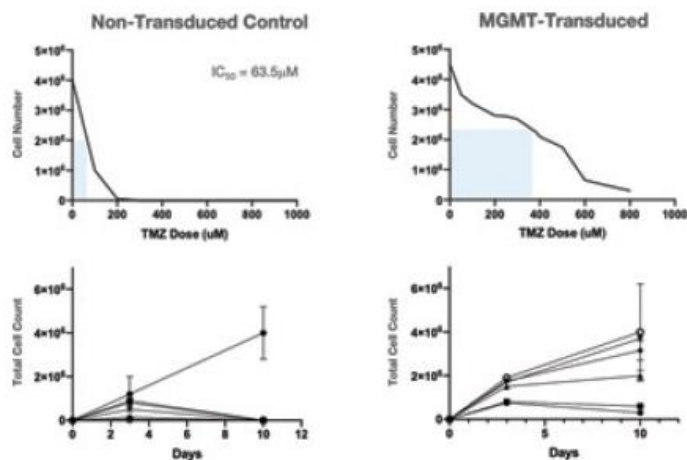 Non-Transduced Control
MGMT-Transduced
5×10⁶
4×10⁶
3×10⁶
2×10⁶
1×10⁶
0
Cell Number
IC₅₀ = 63.5µM
0 200 400 600 800 1000
TMZ Dose (uM)
5×10⁶
4×10⁶
3×10⁶
2×10⁶
1×10⁶
0
Cell Number
0 200 400 600 800 1000
TMZ Dose (uM)
6×10⁶
4×10⁶
2×10⁶
0
Total Cell Count
0 2 4 6 8 10 12
Days
6×10⁶
4×10⁶
2×10⁶
0
Total Cell Count
0 5 10
Days